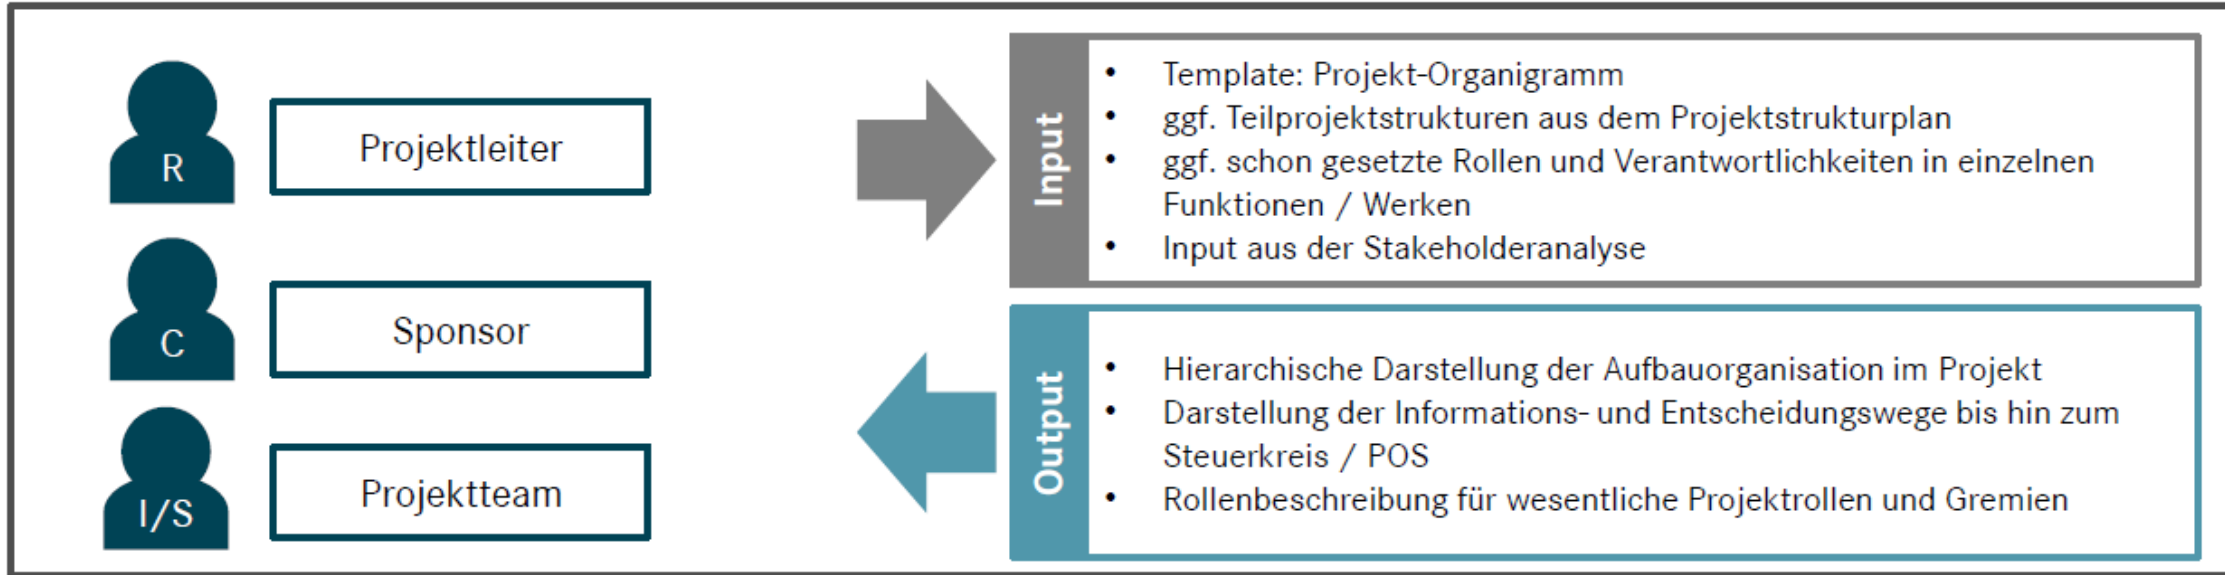 R
Projektleiter
C
Sponsor
I/S
Projektteam
Input
• Template: Projekt-Organigramm
• ggf. Teilprojektstrukturen aus dem Projektstrukturplan
• ggf. schon gesetzte Rollen und Verantwortlichkeiten in einzelnen
Funktionen / Werken
• Input aus der Stakeholderanalyse
Output
• Hierarchische Darstellung der Aufbauorganisation im Projekt
• Darstellung der Informations- und Entscheidungswege bis hin zum
Steuerkreis / POS
• Rollenbeschreibung für wesentliche Projektrollen und Gremien